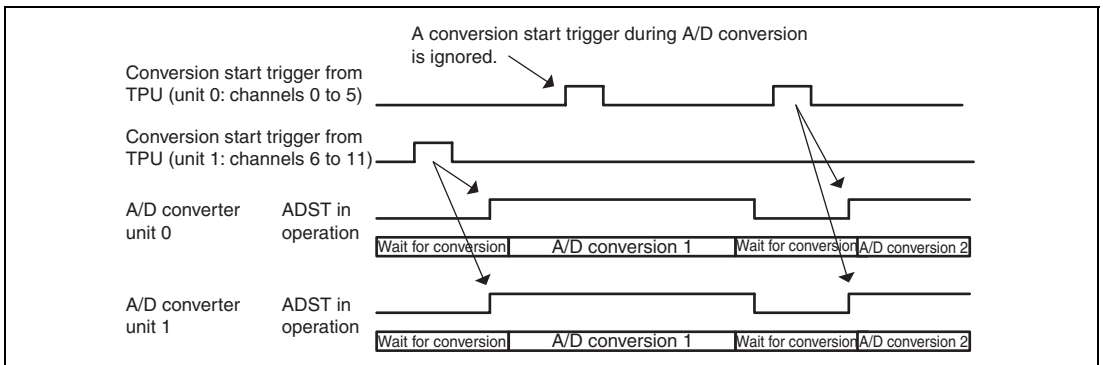 A conversion start trigger during A/D conversion
is ignored.
Conversion start trigger from
TPU (unit 0: channels 0 to 5)
Conversion start trigger from
TPU (unit 1: channels 6 to 11)
A/D converter
unit 0
ADST in
operation
Wait for conversion
A/D conversion 1
Wait for conversion
A/D conversion 2
A/D converter
unit 1
ADST in
operation
Wait for conversion
A/D conversion 1
Wait for conversion
A/D conversion 2